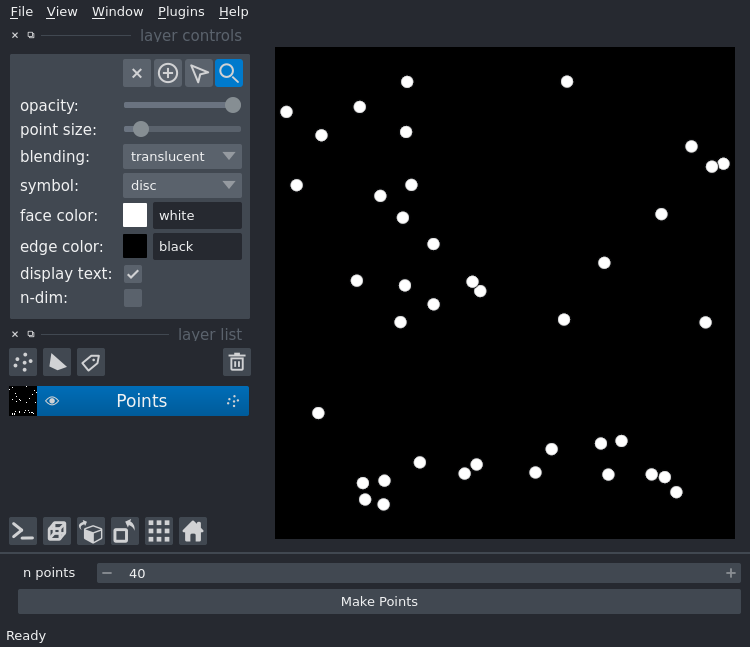 File View Window Plugins Help
layer controls
opacity:
point size:
blending: translucent
symbol: disc
face color: white
edge color: black
display text:
n-dim:
layer list
Points
n points 40
Make Points
Ready